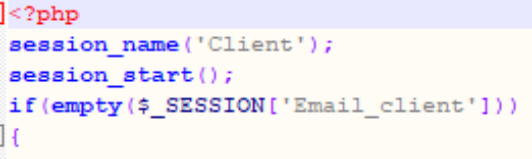 <?php
session_name('Client');
session_start();
if(empty($_SESSION['Email_client']))
{